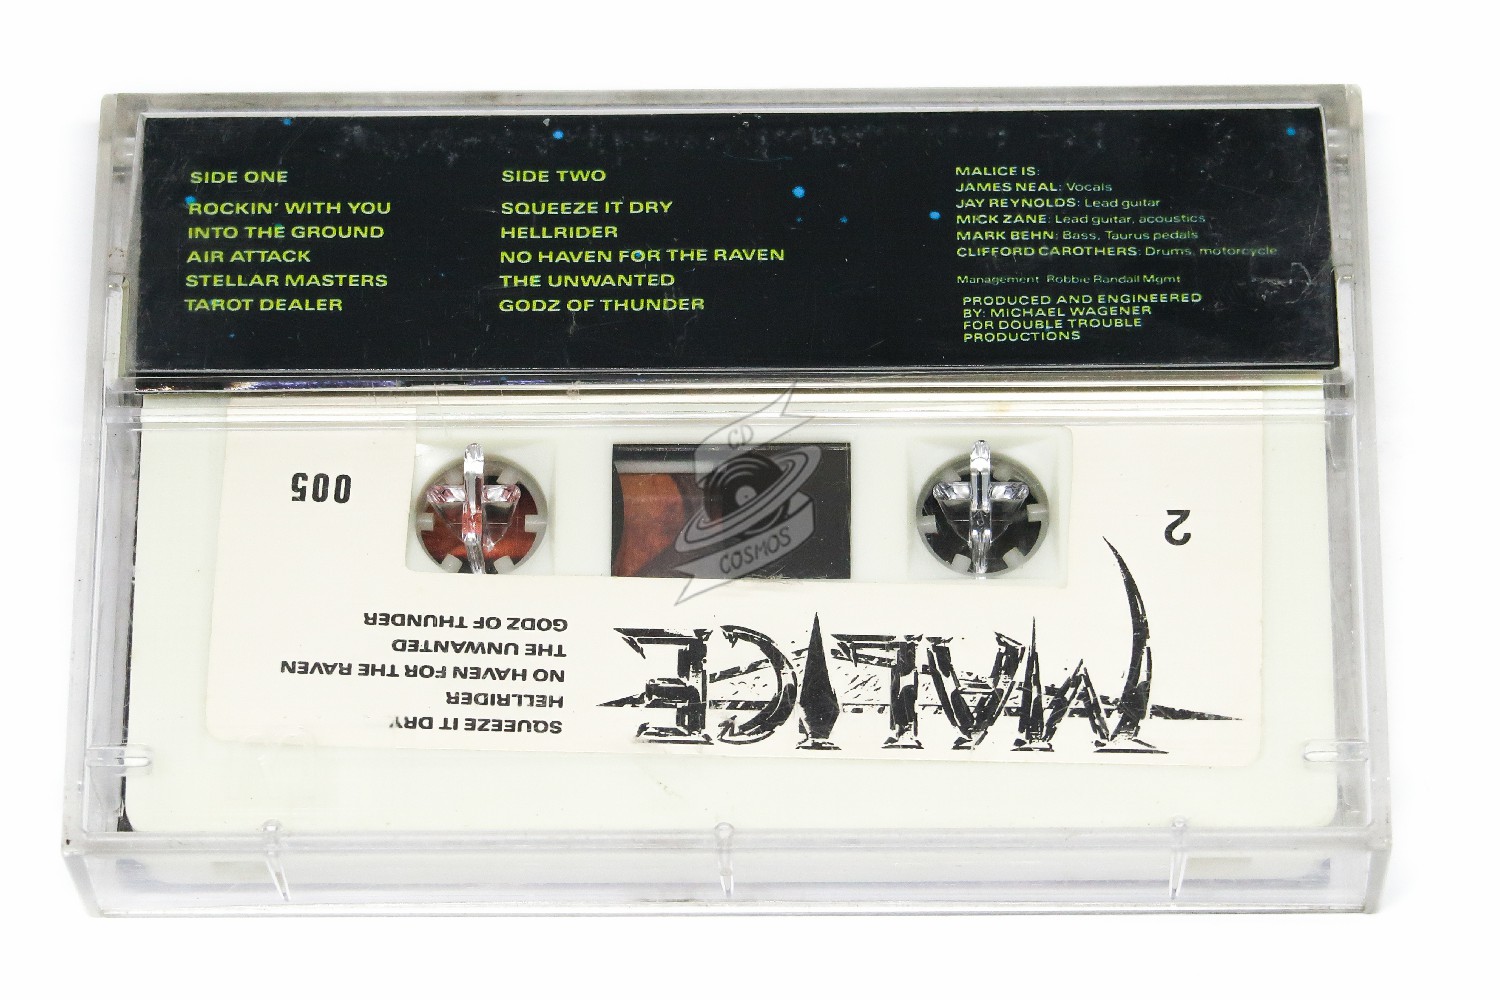 SIDE ONE
ROCKIN' WITH YOU
INTO THE GROUND
AIR ATTACK
STELLAR MASTERS
TAROT DEALER
SIDE TWO
SQUEEZE IT DRY
HELLRIDER
NO HAVEN FOR THE RAVEN
THE UNWANTED
GODZ OF THUNDER
MALICE IS:
JAMES NEAL: Vocals
JAY REYNOLDS: Lead guitar
MICK ZANE: Lead guitar, acoustics
MARK BEHN: Bass, Taurus pedals
CLIFFORD CAROTHERS: Drums, motorcycle
Management Robbie Randall Mgmt
PRODUCED AND ENGINEERED
BY: MICHAEL WAGENER
FOR DOUBLE TROUBLE
PRODUCTIONS
CD
COSMOS
MALICE
SQUEEZE IT DRY
HELLRIDER
NO HAVEN FOR THE RAVEN
THE UNWANTED
GODZ OF THUNDER
2
005